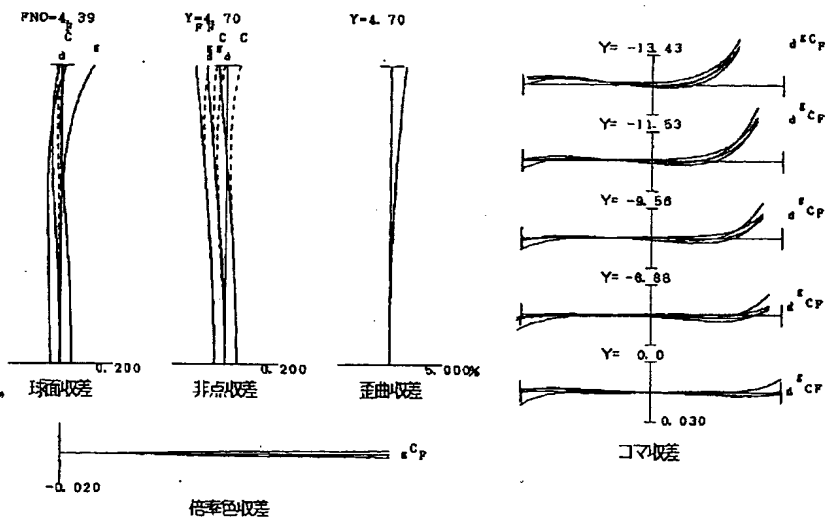 FNO=4.39
F
C
d
g
0.200
球面収差
Y=4.70
F F C C
g g d d
0.200
非点収差
Y=4.70
5.000%
歪曲収差
g C F
-0.020
倍率色収差
Y= -13.43
d g C F
Y= -11.53
d g C F
Y= -9.56
d g C F
Y= -6.88
d g C F
Y= 0.0
d g C F
0.030
コマ収差